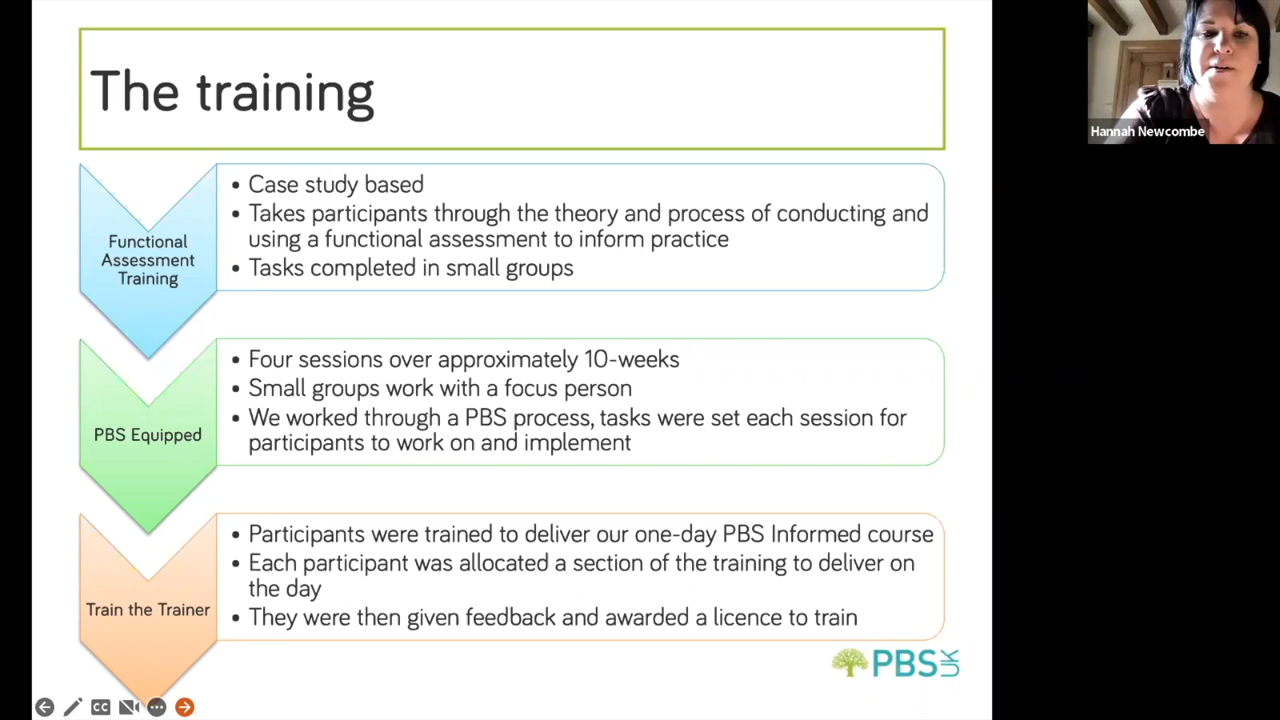 The training
Hannah Newcombe
Functional
Assessment
Training
• Case study based
• Takes participants through the theory and process of conducting and
using a functional assessment to inform practice
• Tasks completed in small groups
PBS Equipped
• Four sessions over approximately 10-weeks
• Small groups work with a focus person
• We worked through a PBS process, tasks were set each session for
participants to work on and implement
Train the Trainer
• Participants were trained to deliver our one-day PBS Informed course
• Each participant was allocated a section of the training to deliver on
the day
• They were then given feedback and awarded a licence to train
PBS UK
CC